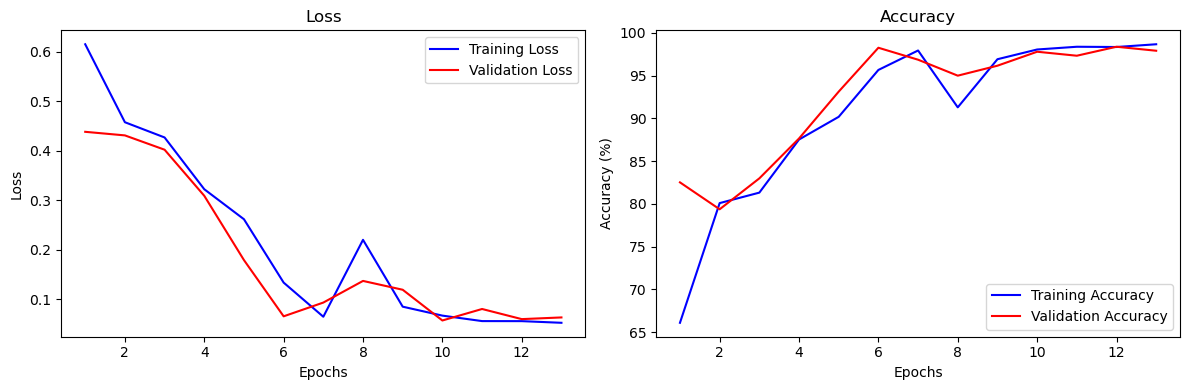 Loss
Training Loss
Validation Loss
0.6
0.5
0.4
0.3
0.2
0.1
Loss
2 4 6 8 10 12
Epochs
Accuracy
100
95
90
85
80
75
70
65
Accuracy (%)
Training Accuracy
Validation Accuracy
2 4 6 8 10 12
Epochs